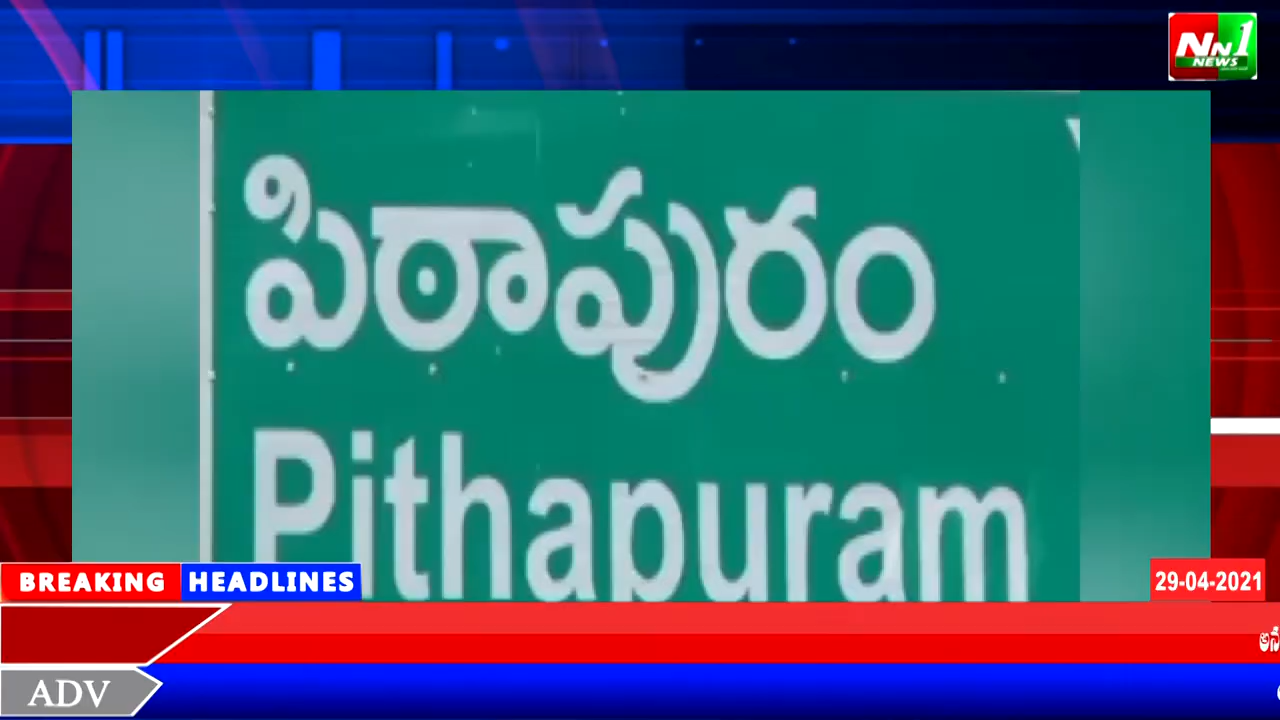 NN1
NEWS
పిఠాపురం
Pithapuram
BREAKING HEADLINES
29-04-2021
ADV